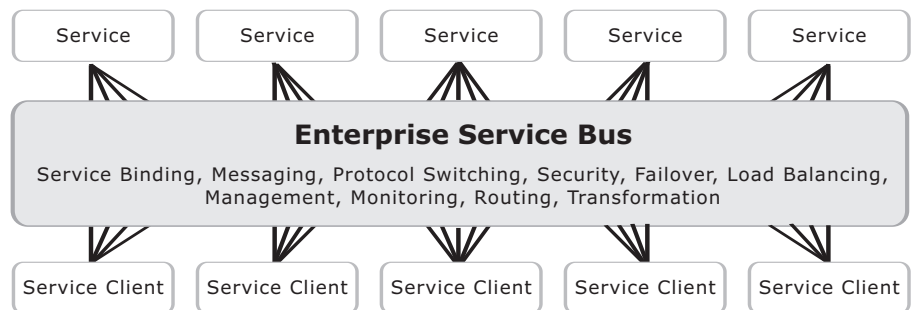 Service
Service
Service
Service
Service
Enterprise Service Bus
Service Binding, Messaging, Protocol Switching, Security, Failover, Load Balancing,
Management, Monitoring, Routing, Transformation
Service Client
Service Client
Service Client
Service Client
Service Client